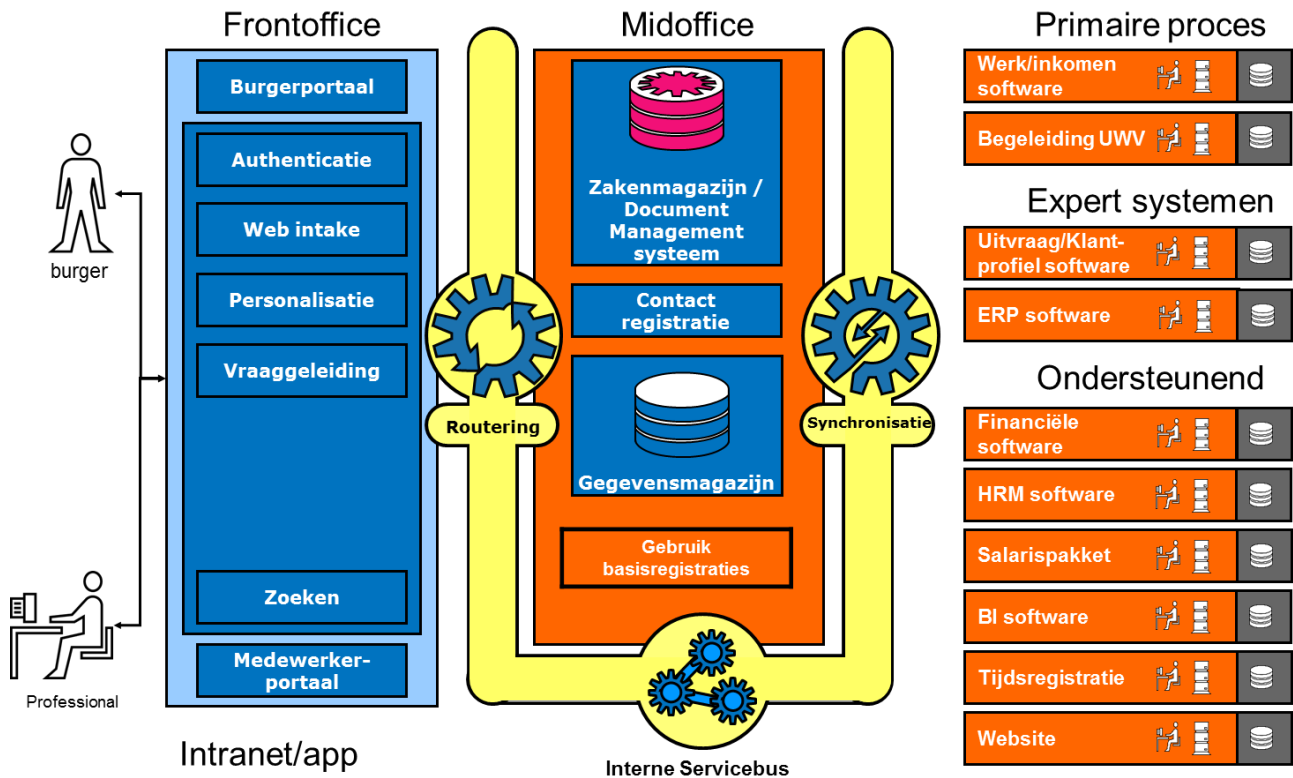 Frontoffice
Burgerportaal
Authenticatie
Web intake
Personalisatie
Vraaggeleiding
Zoeken
Medewerker-
portaal
Intranet/app
burger
Professional
Routering
Midoffice
Zakenmagazijn /
Document
Management
systeem
Contact
registratie
Gegevensmagazijn
Gebruik
basisregistraties
Interne Servicebus
Synchronisatie
Primaire proces
Werk/inkomen
software
Begeleiding UWV
Expert systemen
Uitvraag/Klant-
profiel software
ERP software
Ondersteunend
Financiële
software
HRM software
Salarispakket
BI software
Tijdsregistratie
Website